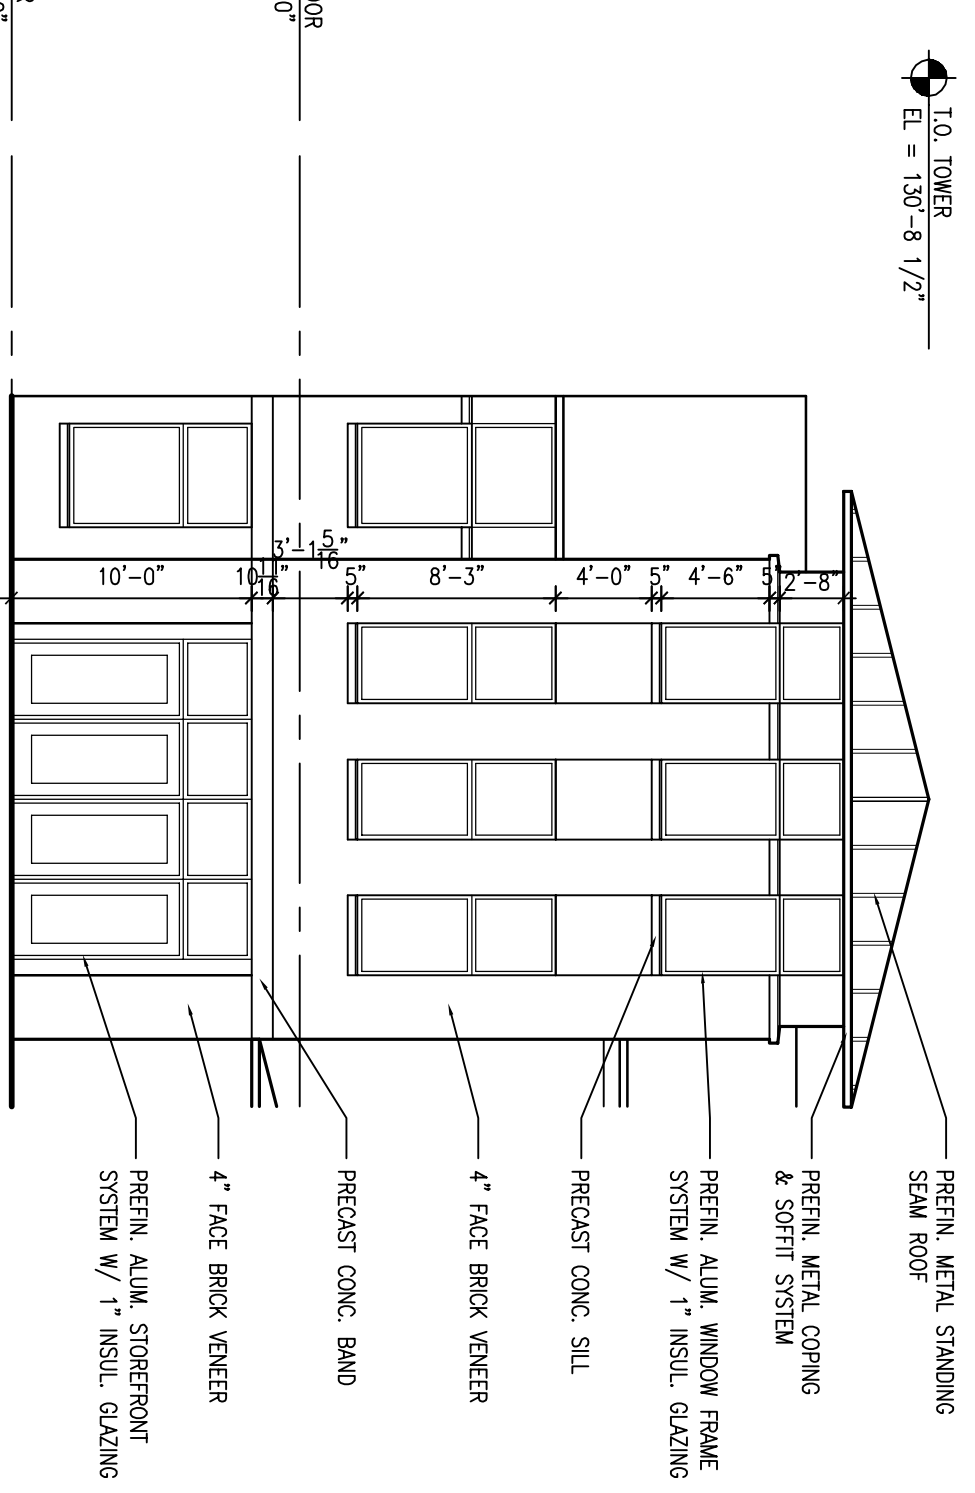 T.O. TOWER
EL = 130'-8 1/2"
PREFIN. METAL STANDING
SEAM ROOF
PREFIN. METAL COPING
& SOFFIT SYSTEM
PREFIN. ALUM. WINDOW FRAME
SYSTEM W/ 1" INSUL. GLAZING
PRECAST CONC. SILL
4" FACE BRICK VENEER
PRECAST CONC. BAND
4" FACE BRICK VENEER
PREFIN. ALUM. STOREFRONT
SYSTEM W/ 1" INSUL. GLAZING
2'-8"
5"
4'-6"
5"
4'-0"
8'-3"
5"
3'-1 5/16"
10 11/16"
10'-0"
OOR
0"